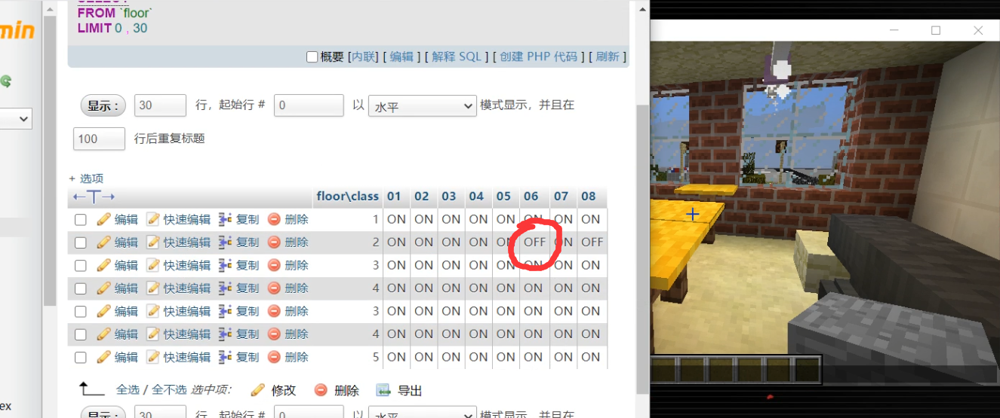 min
FROM `floor`
LIMIT 0 , 30
概要 [内联] [ 编辑 ] [ 解释 SQL ] [ 创建 PHP 代码 ] [ 刷新 ]
显示 : 30 行，起始行 # 0 以 水平 模式显示，并且在
100 行后重复标题
+ 选项
←T→ floor\class 01 02 03 04 05 06 07 08
编辑 快速编辑 复制 删除 1 ON ON ON ON ON ON ON ON
编辑 快速编辑 复制 删除 2 ON ON ON ON ON OFF ON OFF
编辑 快速编辑 复制 删除 3 ON ON ON ON ON ON ON ON
编辑 快速编辑 复制 删除 4 ON ON ON ON ON ON ON ON
编辑 快速编辑 复制 删除 3 ON ON ON ON ON ON ON ON
编辑 快速编辑 复制 删除 4 ON ON ON ON ON ON ON ON
编辑 快速编辑 复制 删除 5 ON ON ON ON ON ON ON ON
全选 / 全不选 选中项: 修改 删除 导出
ex
显示 : 30 行，起始行 # 0 以 水平 模式显示，并且在